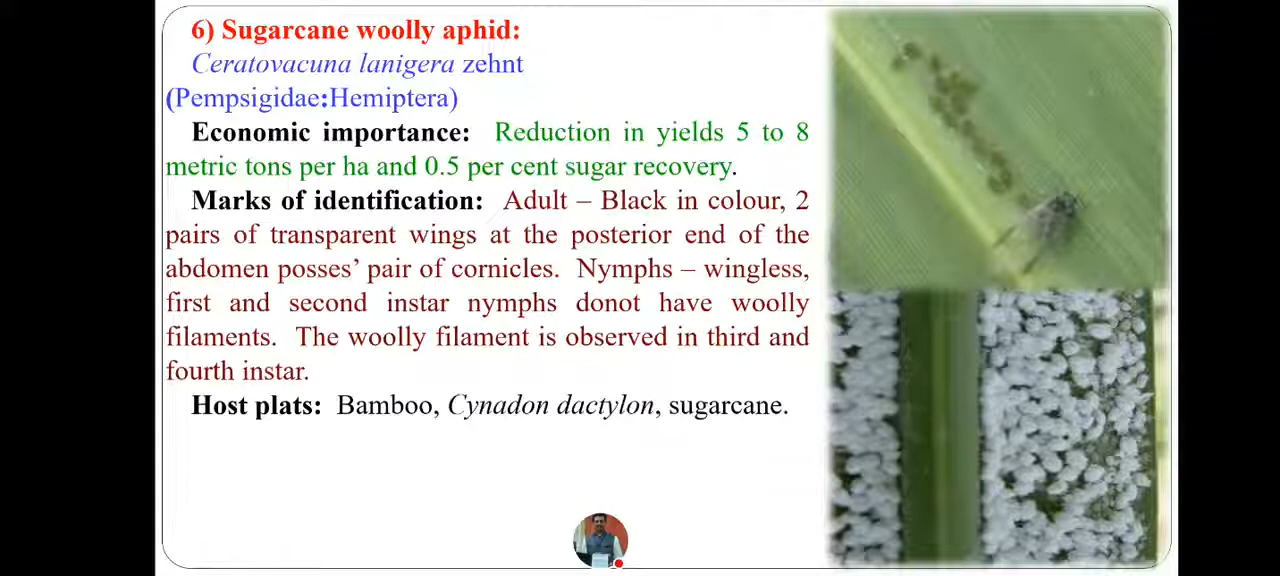 6) Sugarcane woolly aphid:
Ceratovacuna lanigera zehnt
(Pempsigidae:Hemiptera)
Economic importance: Reduction in yields 5 to 8
metric tons per ha and 0.5 per cent sugar recovery.
Marks of identification: Adult – Black in colour, 2
pairs of transparent wings at the posterior end of the
abdomen posses’ pair of cornicles. Nymphs – wingless,
first and second instar nymphs donot have woolly
filaments. The woolly filament is observed in third and
fourth instar.
Host plats: Bamboo, Cynadon dactylon, sugarcane.